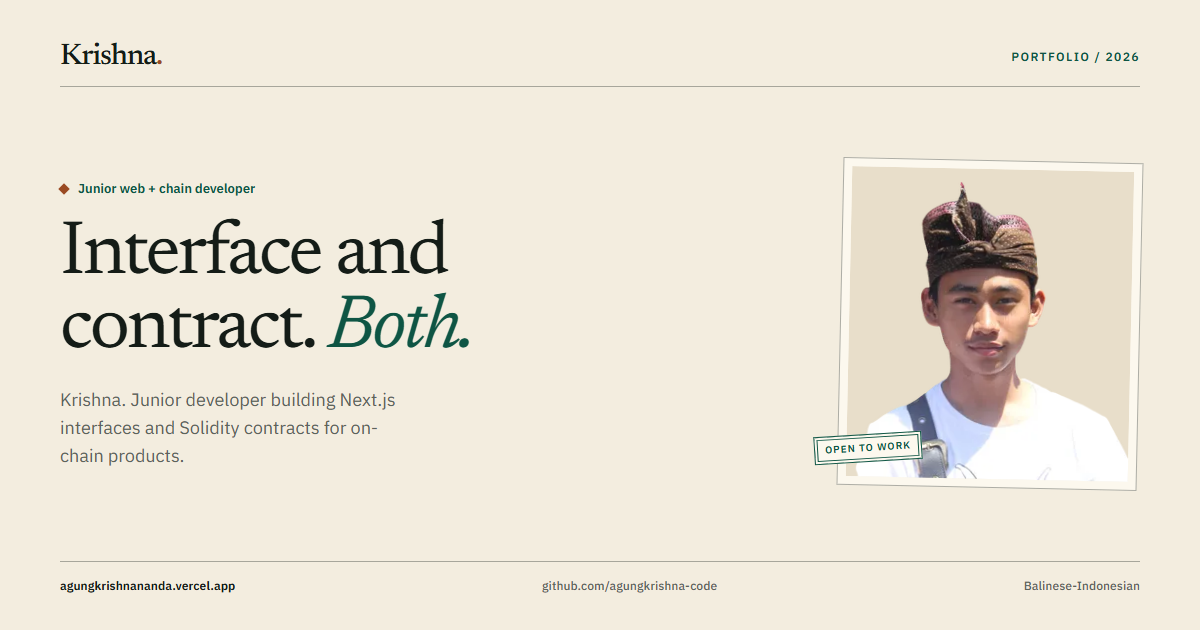 Krishna.
PORTFOLIO / 2026
Junior web + chain developer
Interface and
contract. Both.
Krishna. Junior developer building Next.js
interfaces and Solidity contracts for on-
chain products.
OPEN TO WORK
agungkrishnananda.vercel.app
github.com/agungkrishna-code
Balinese-Indonesian